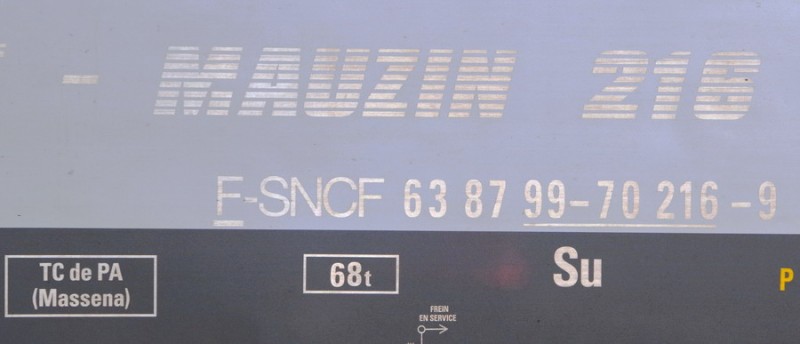 - MAUZIN 216
F-SNCF 63 87 99-70 216-9
TC de PA
(Massena)
68t
Su
P
FREIN
EN SERVICE